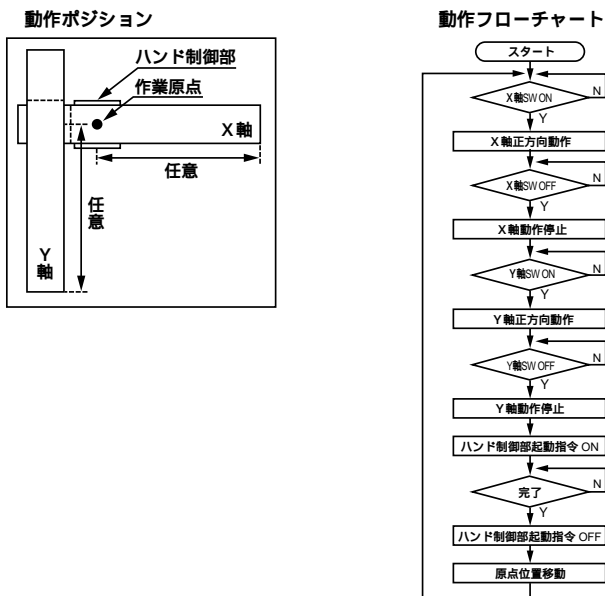 動作ポジション
ハンド制御部
作業原点
X軸
任意
任意
Y軸
動作フローチャート
スタート
X軸SW ON
N
Y
X軸正方向動作
X軸SW OFF
N
Y
X軸動作停止
Y軸SW ON
N
Y
Y軸正方向動作
Y軸SW OFF
N
Y
Y軸動作停止
ハンド制御部起動指令 ON
完了
N
Y
ハンド制御部起動指令 OFF
原点位置移動